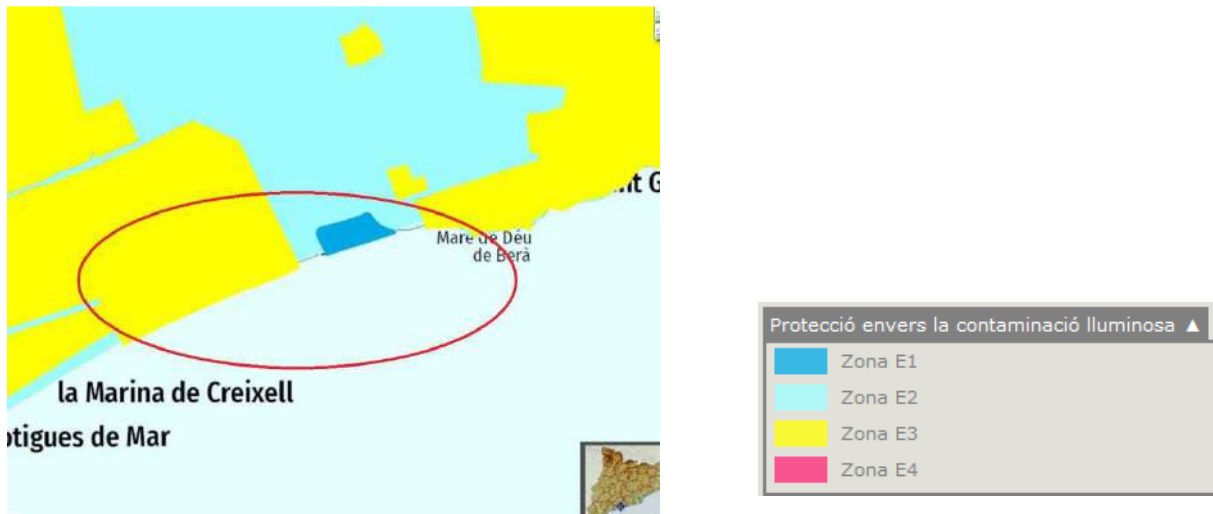 Mare de Déu
de Berà
la Marina de Creixell
de Mar
Protecció envers la contaminació lluminosa ▲
Zona E1
Zona E2
Zona E3
Zona E4